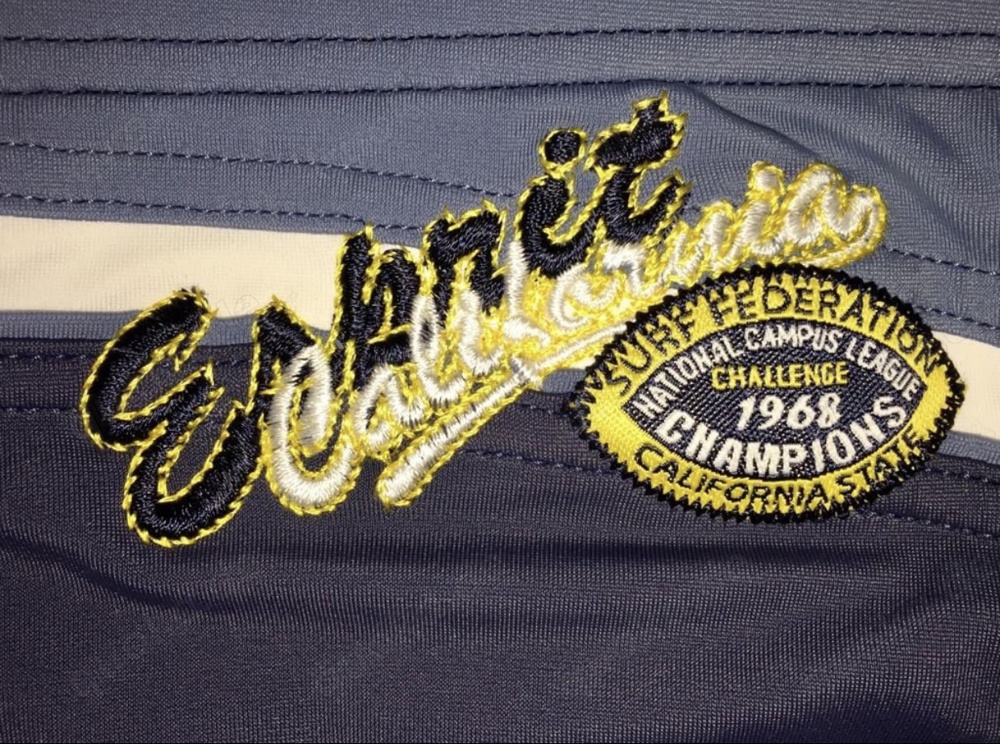 Esprit
California
SURF FEDERATION
NATIONAL CAMPUS LEAGUE
CHALLENGE
1968
CHAMPIONS
CALIFORNIA STATE